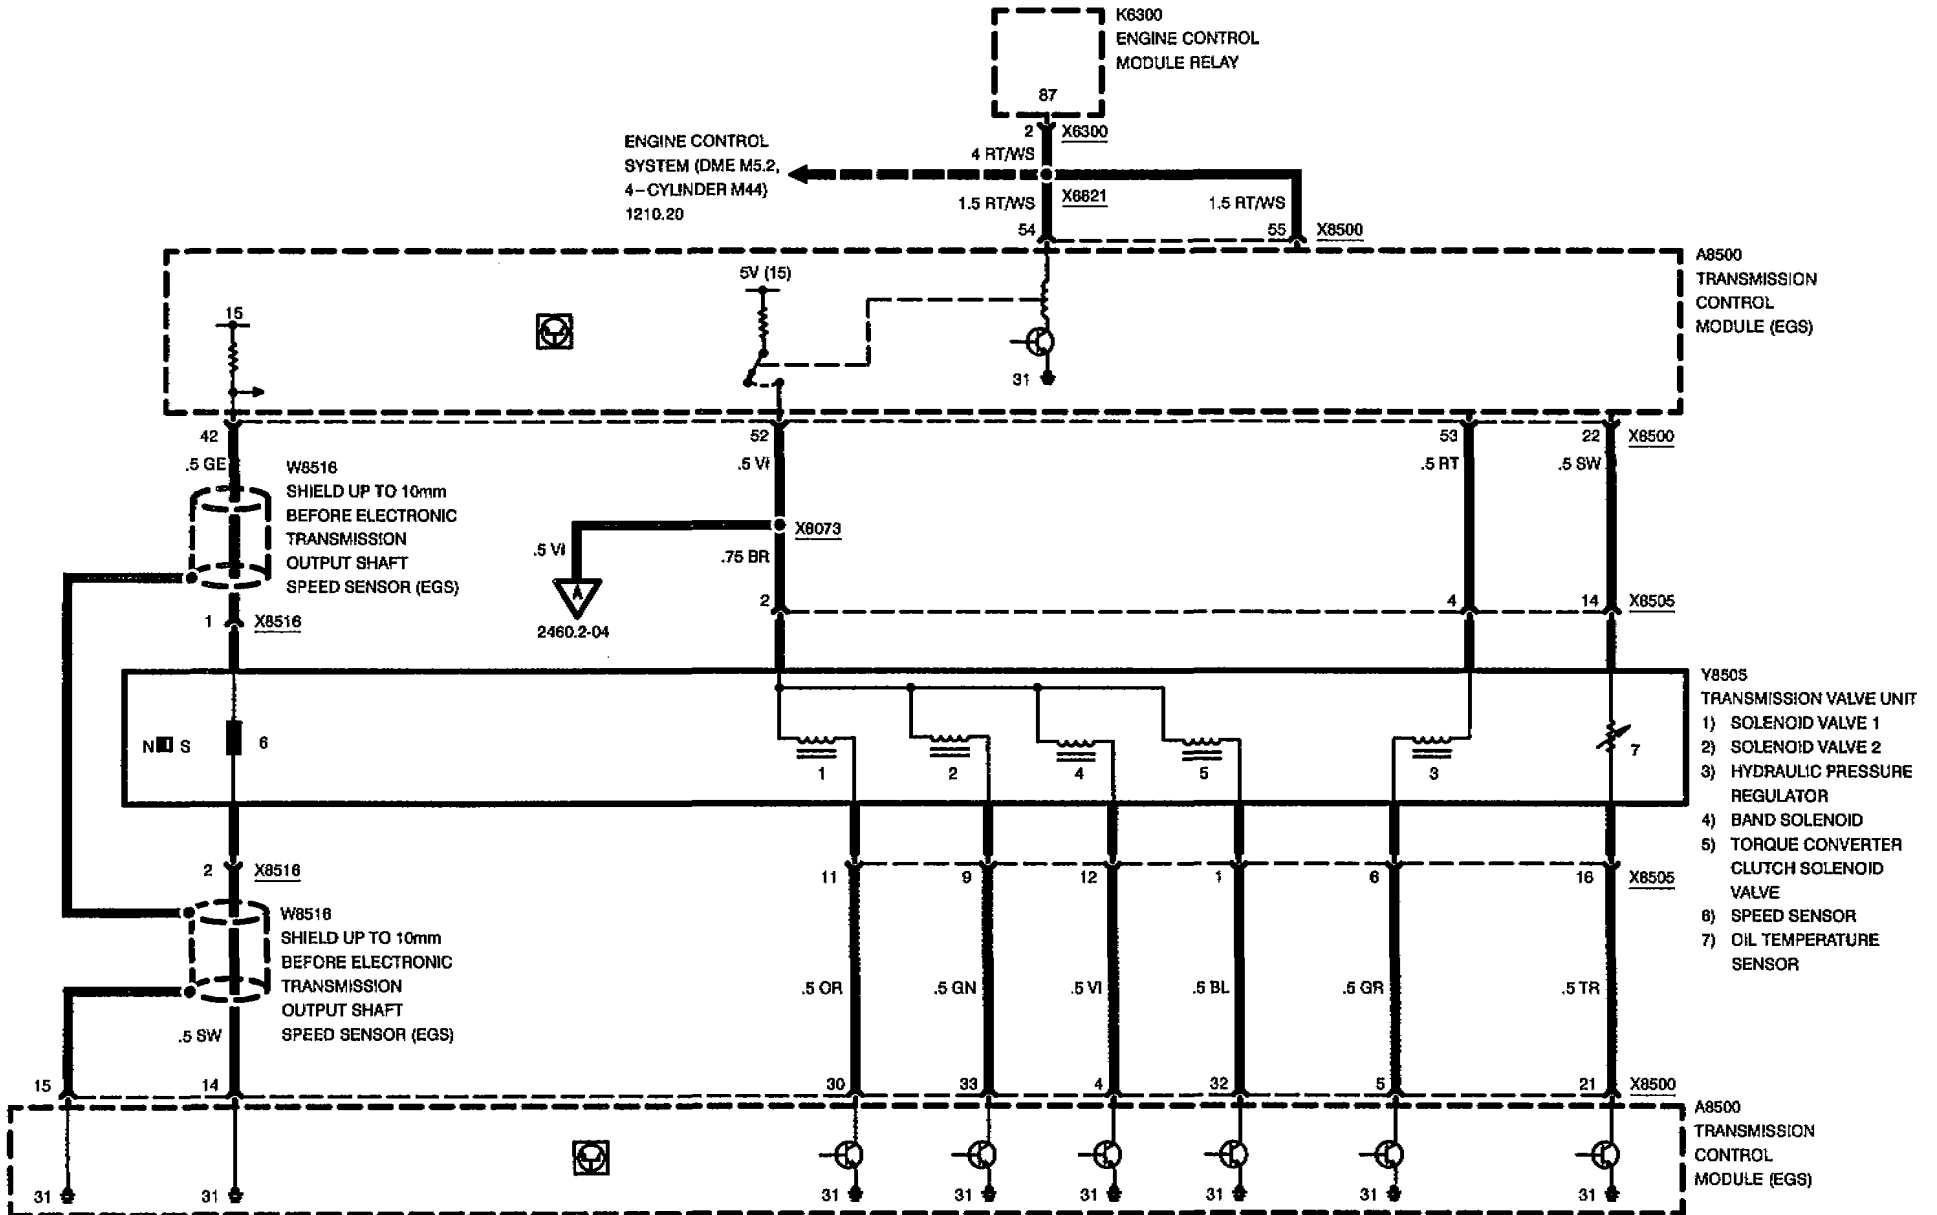 K6300
ENGINE CONTROL
MODULE RELAY
87
2 X6300
ENGINE CONTROL
SYSTEM (DME M5.2,
4-CYLINDER M44)
1210.20
4 RT/WS
1.5 RT/WS X6821 1.5 RT/WS
54 55 X8500
A8500
TRANSMISSION
CONTROL
MODULE (EGS)
5V (15)
15
31
42 52 53 22 X8500
.5 GE .5 VI .5 RT .5 SW
W8516
SHIELD UP TO 10mm
BEFORE ELECTRONIC
TRANSMISSION
OUTPUT SHAFT
SPEED SENSOR (EGS)
X8073
.5 VI .75 BR
A
2460.2-04
2 4 14 X8505
1 X8516
Y8505
TRANSMISSION VALVE UNIT
1) SOLENOID VALVE 1
2) SOLENOID VALVE 2
3) HYDRAULIC PRESSURE
REGULATOR
4) BAND SOLENOID
5) TORQUE CONVERTER
CLUTCH SOLENOID
VALVE
6) SPEED SENSOR
7) OIL TEMPERATURE
SENSOR
N S 6 7
1 2 4 5 3
2 X8516
11 9 12 1 6 16 X8505
W8516
SHIELD UP TO 10mm
BEFORE ELECTRONIC
TRANSMISSION
OUTPUT SHAFT
SPEED SENSOR (EGS)
.5 OR .5 GN .5 VI .5 BL .5 GR .5 TR
.5 SW
15 14 30 33 4 32 5 21 X8500
A8500
TRANSMISSION
CONTROL
MODULE (EGS)
31 31 31 31 31 31 31 31